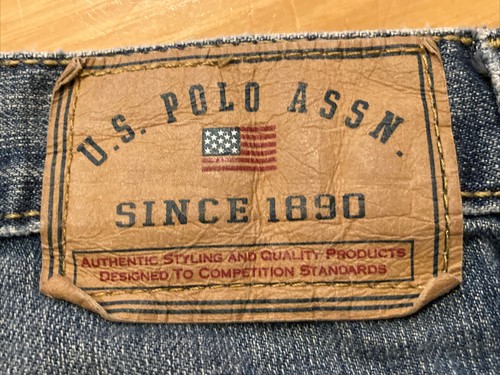 U.S. POLO ASSN.
SINCE 1890
AUTHENTIC STYLING AND QUALITY PRODUCTS
DESIGNED TO COMPETITION STANDARDS